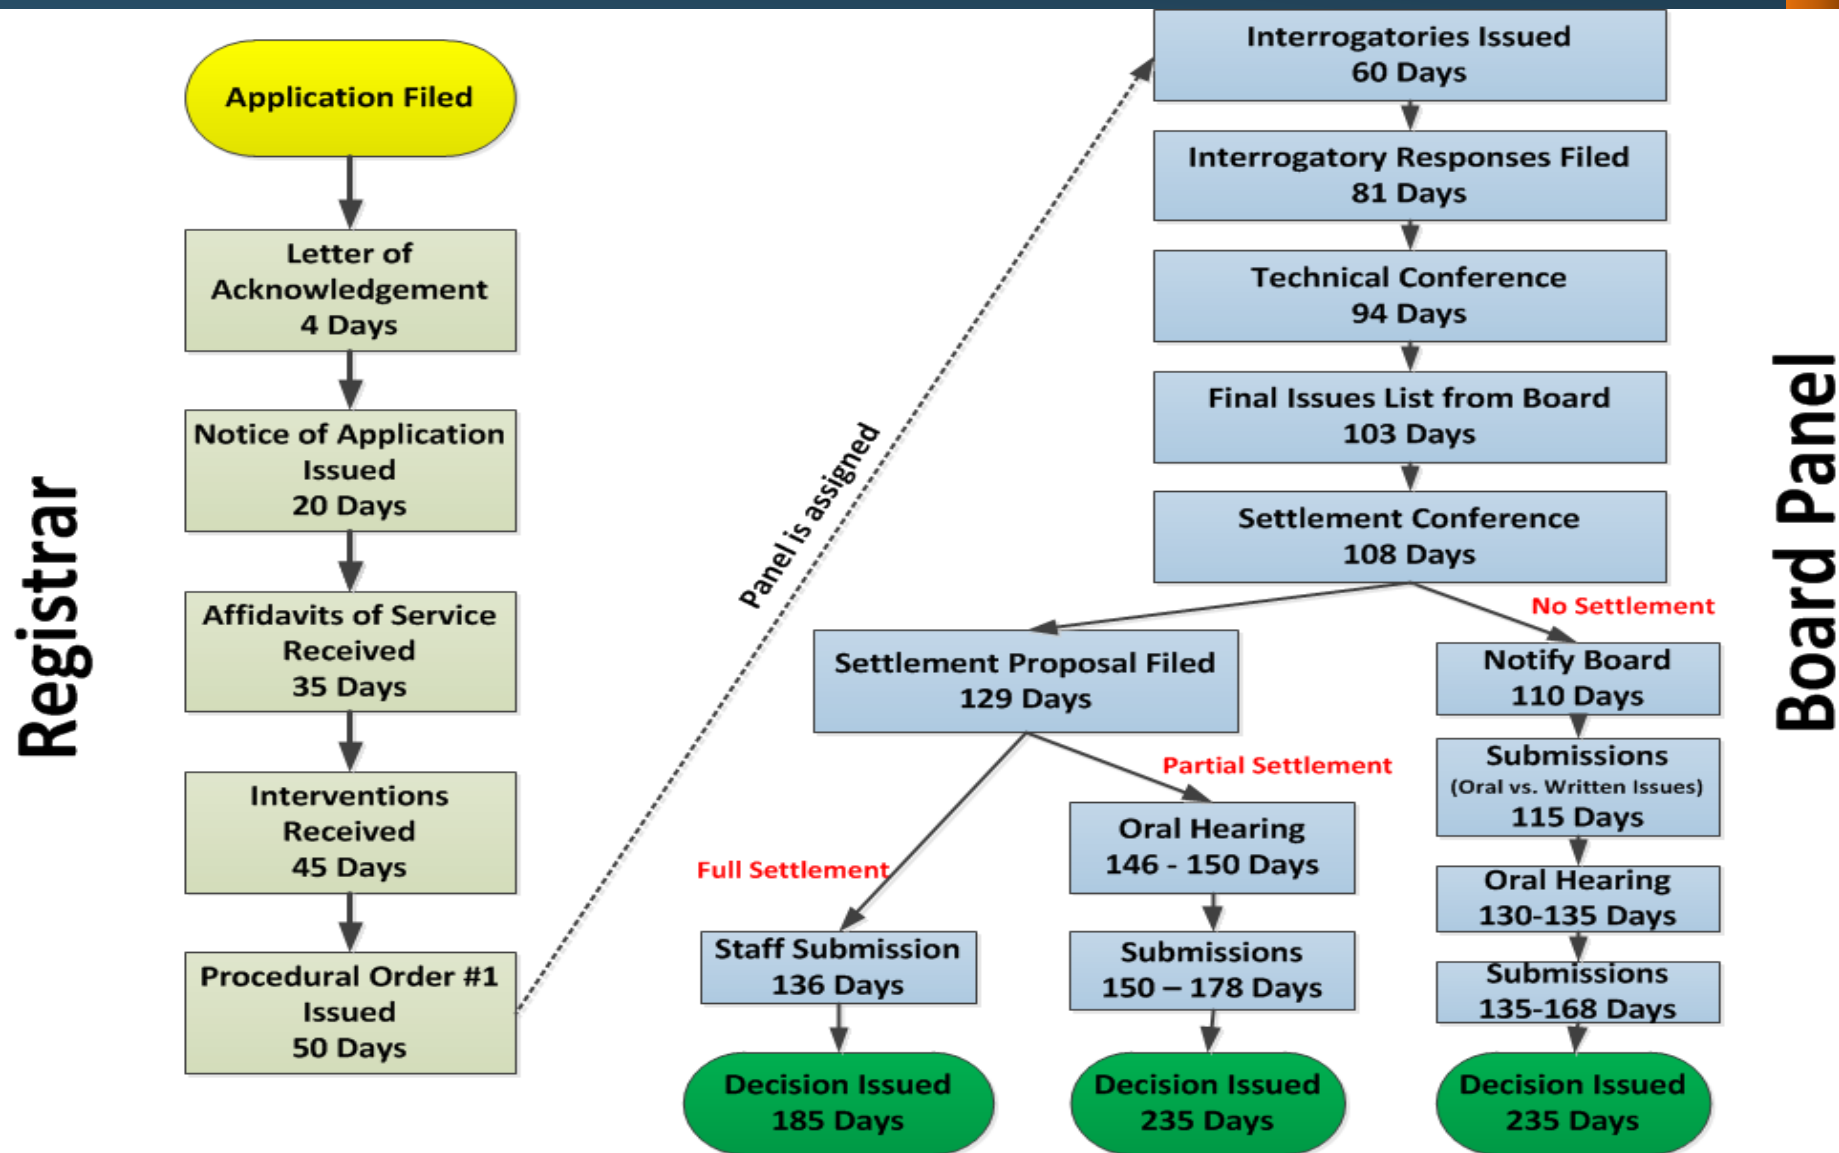 Registrar
Application Filed
Letter of
Acknowledgement
4 Days
Notice of Application
Issued
20 Days
Affidavits of Service
Received
35 Days
Interventions
Received
45 Days
Procedural Order #1
Issued
50 Days
Panel is assigned
Interrogatories Issued
60 Days
Interrogatory Responses Filed
81 Days
Technical Conference
94 Days
Final Issues List from Board
103 Days
Settlement Conference
108 Days
Settlement Proposal Filed
129 Days
Full Settlement
Staff Submission
136 Days
Decision Issued
185 Days
Partial Settlement
Oral Hearing
146 - 150 Days
Submissions
150 – 178 Days
Decision Issued
235 Days
No Settlement
Notify Board
110 Days
Submissions
(Oral vs. Written Issues)
115 Days
Oral Hearing
130-135 Days
Submissions
135-168 Days
Decision Issued
235 Days
Board Panel